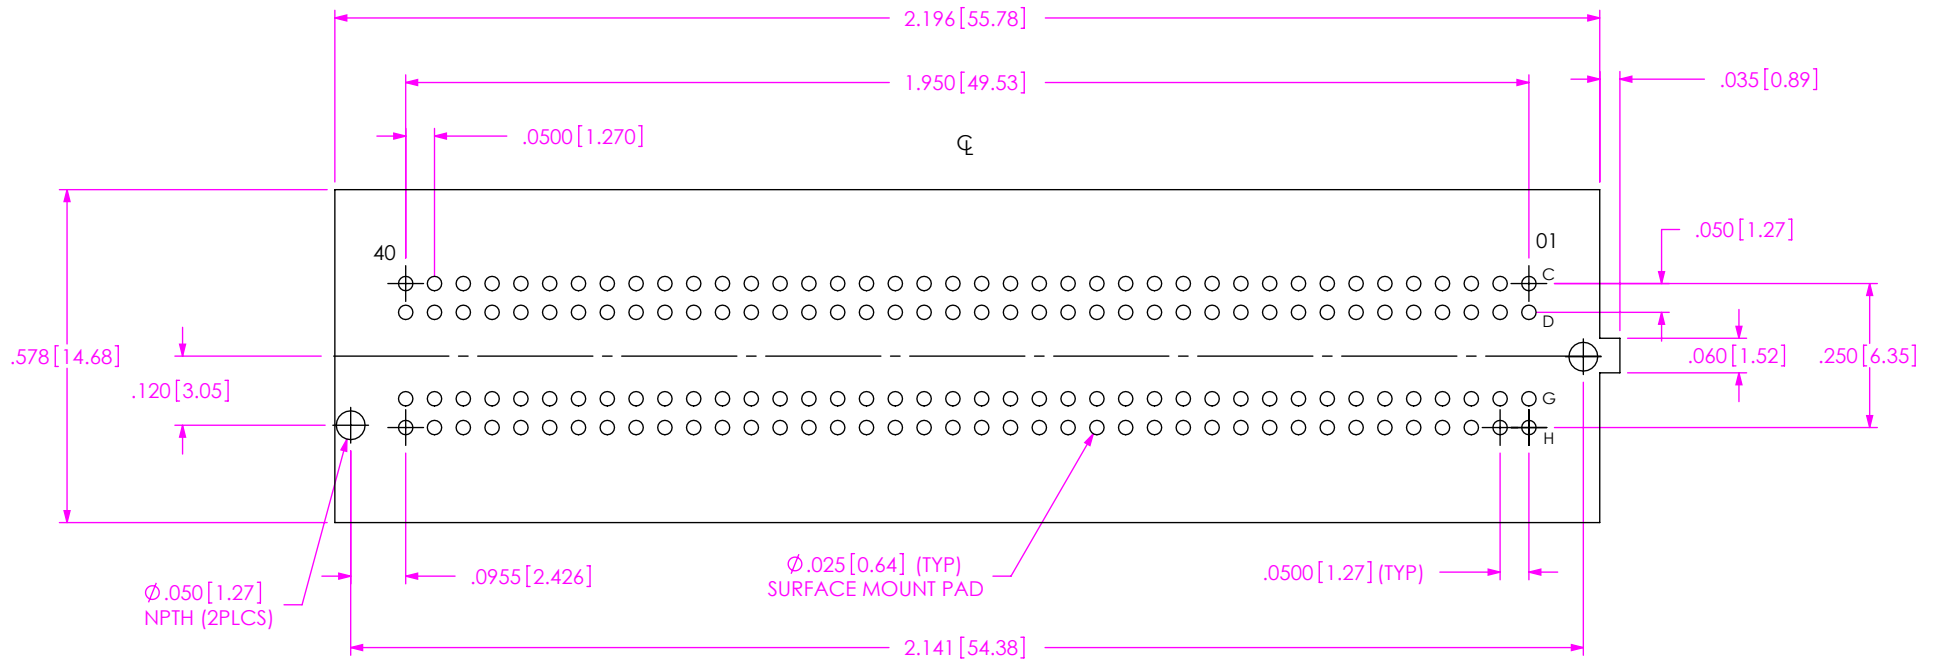 2.196[55.78]
1.950[49.53]
.035[0.89]
.0500[1.270]
℄
.050[1.27]
40
01
C
D
.578[14.68]
.060[1.52]
.250[6.35]
.120[3.05]
G
H
Ø.025[0.64] (TYP)
SURFACE MOUNT PAD
.0955[2.426]
.0500[1.27](TYP)
Ø.050[1.27]
NPTH (2PLCS)
2.141[54.38]